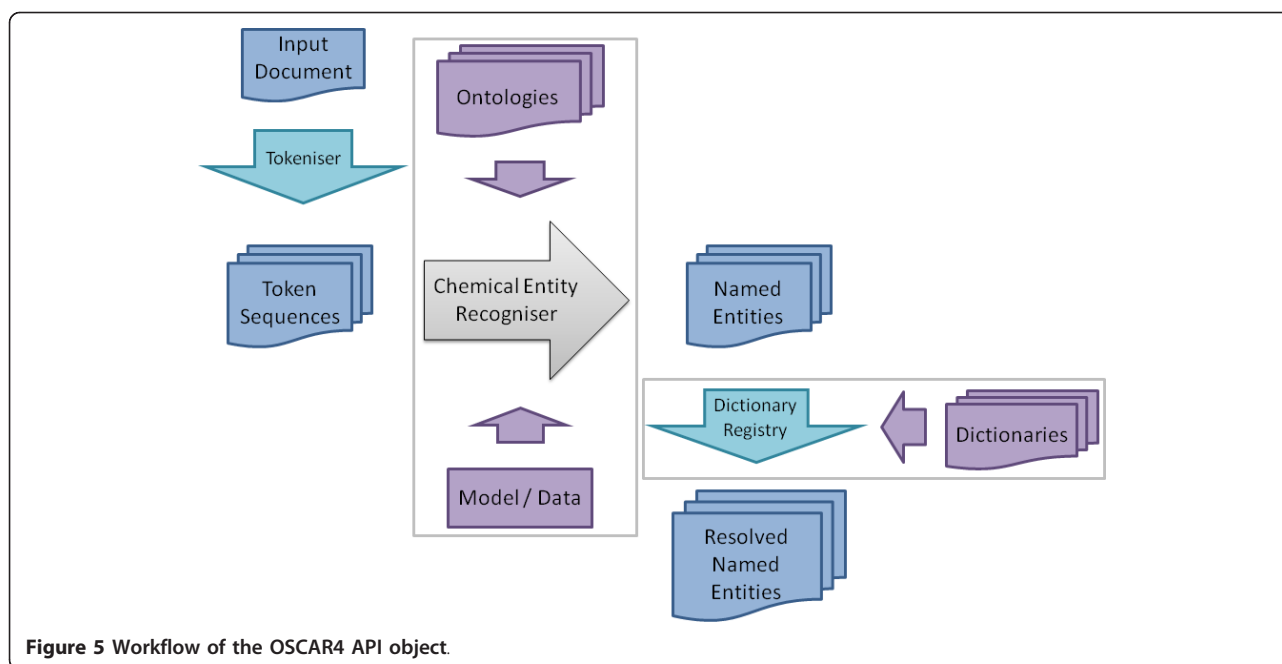 Input
Document
Ontologies
Tokeniser
Token
Sequences
Chemical Entity
Recogniser
Named
Entities
Model / Data
Dictionary
Registry
Dictionaries
Resolved
Named
Entities
Figure 5 Workflow of the OSCAR4 API object.